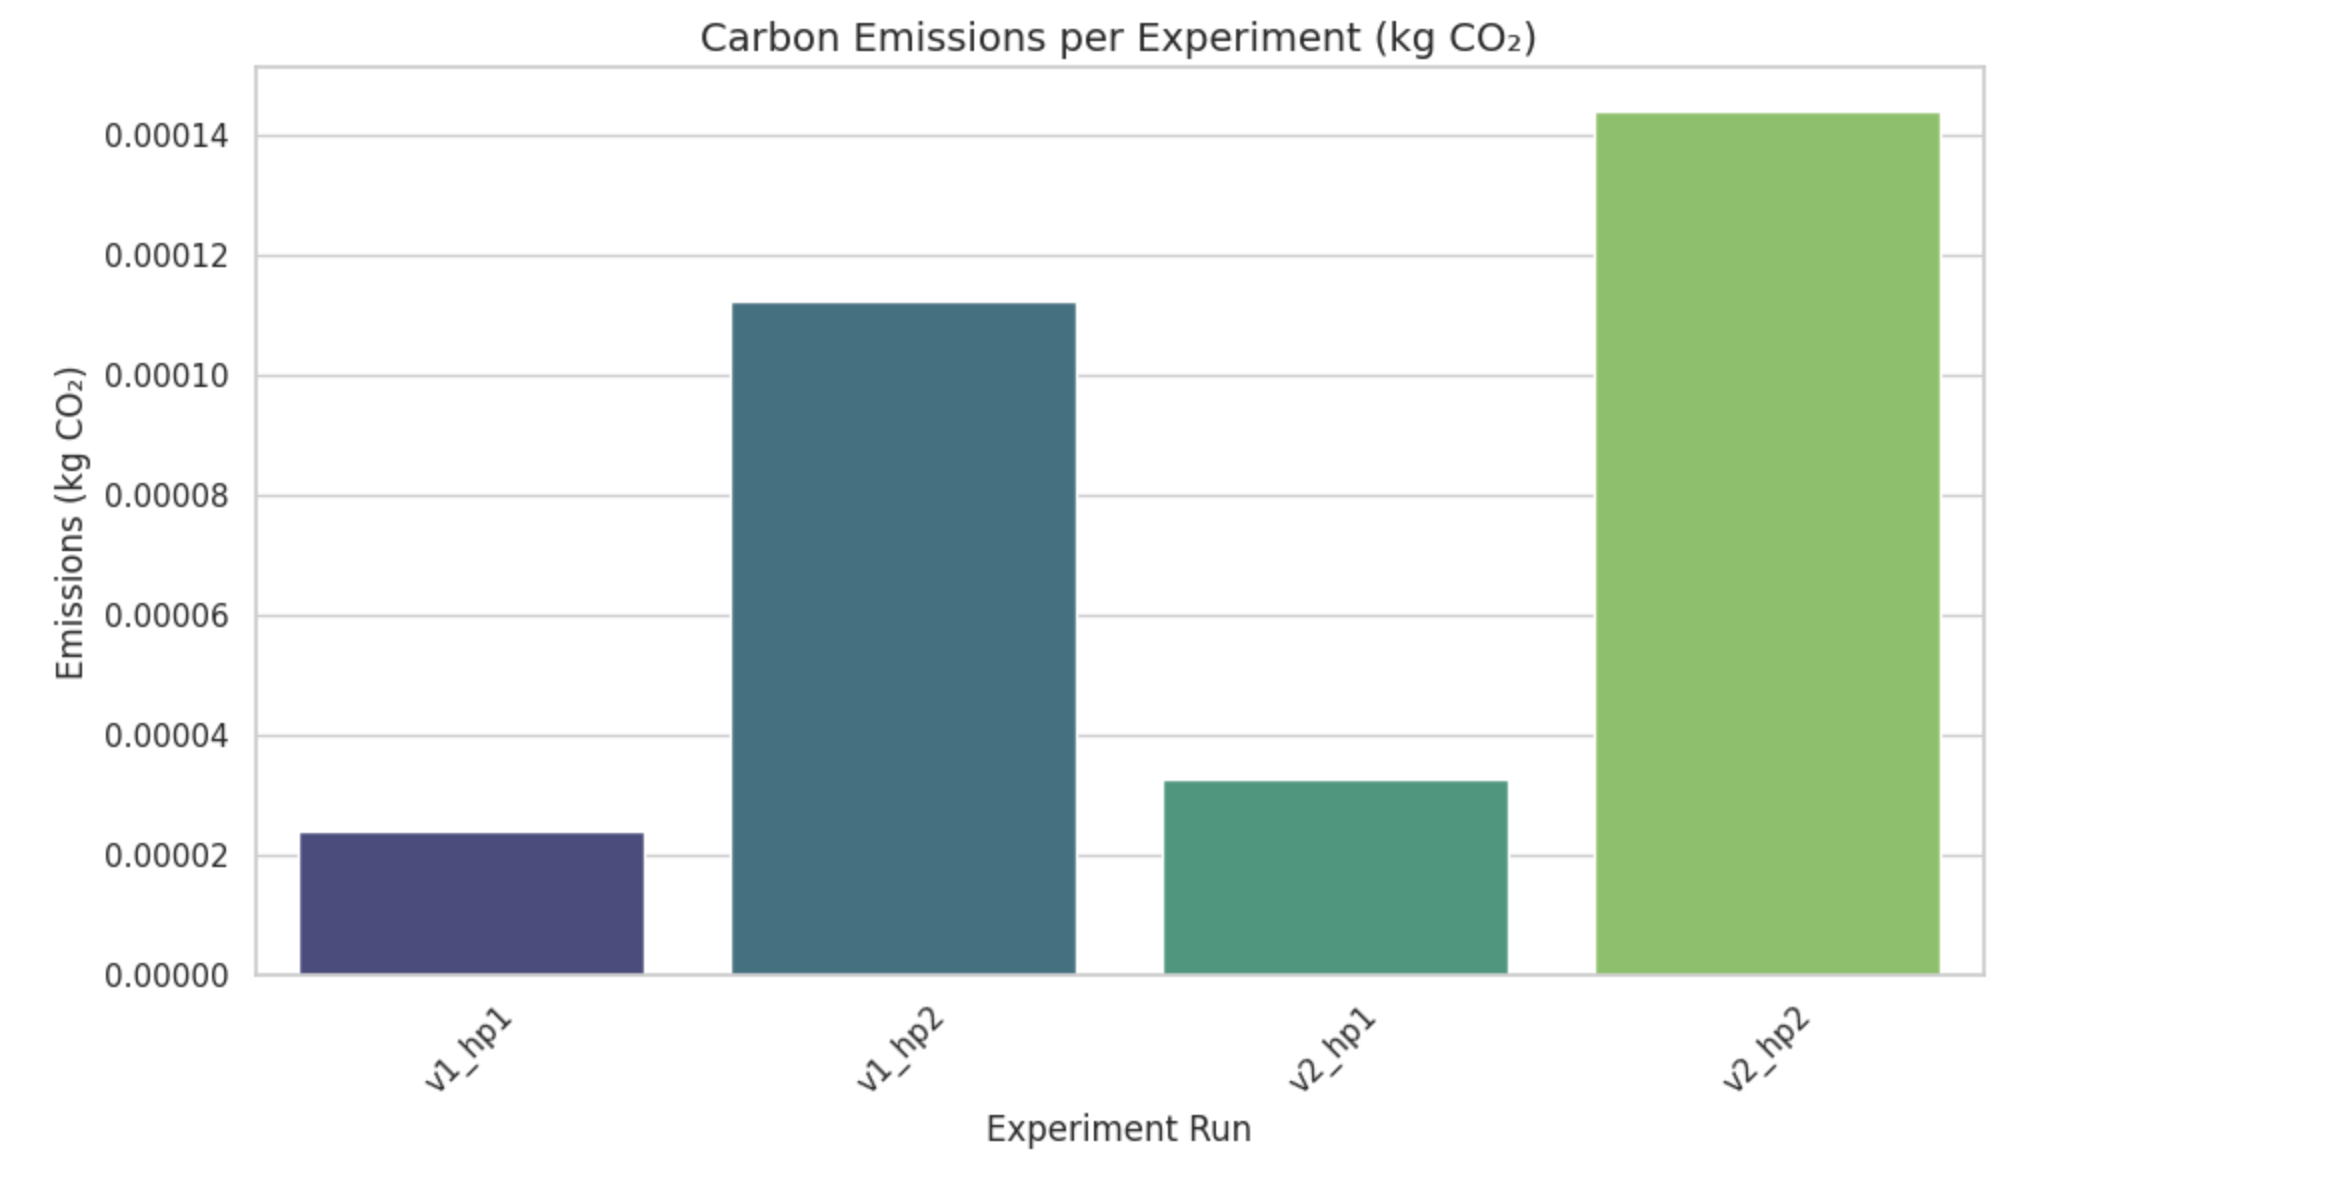 Carbon Emissions per Experiment (kg CO₂)
Emissions (kg CO₂)
0.00014
0.00012
0.00010
0.00008
0.00006
0.00004
0.00002
0.00000
v1_hp1
v1_hp2
v2_hp1
v2_hp2
Experiment Run